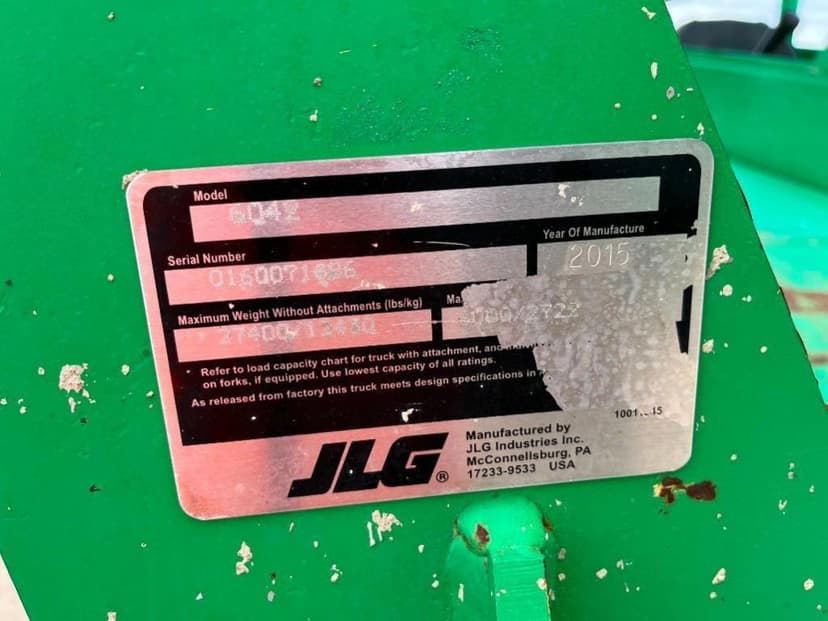 Model
6042
Serial Number
Year Of Manufacture
0160071696
2015
Maximum Weight Without Attachments (lbs/kg)
27400/12430
6000/2722
* Refer to load capacity chart for truck with attachment, and
on forks, if equipped. Use lowest capacity of all ratings.
As released from factory this truck meets design specifications in
JLG®
Manufactured by
JLG Industries Inc.
McConnellsburg, PA
17233-9533 USA